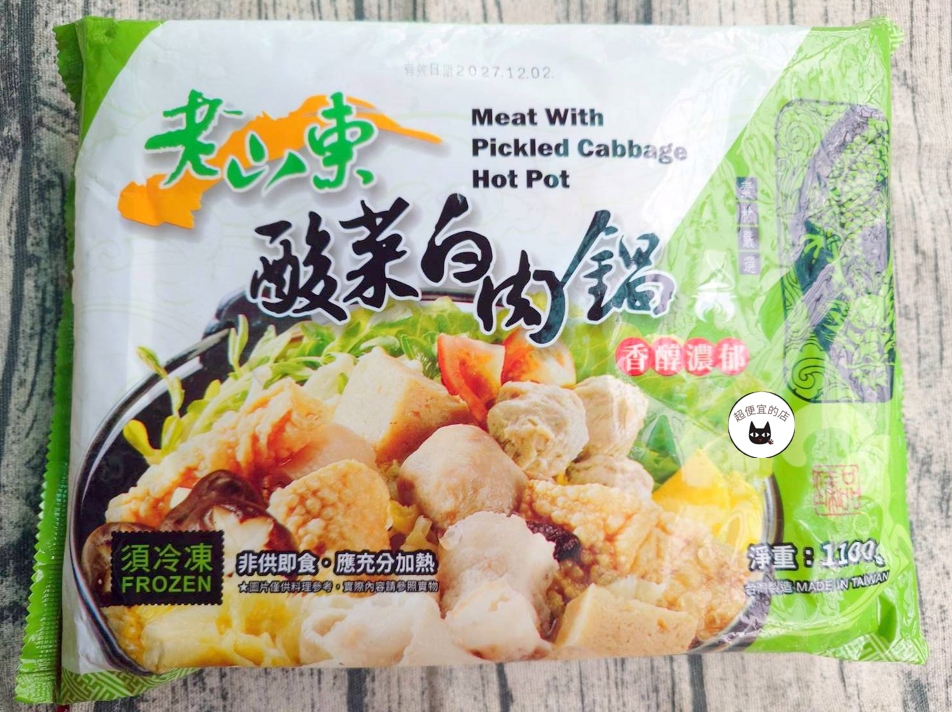 有效日期2027.12.02.
老山東
Meat With
Pickled Cabbage
Hot Pot
酸菜白肉鍋
香醇濃郁
超便宜的店
須冷凍
FROZEN
非供即食・應充分加熱
★圖片僅供料理參考,實際內容請參照實物
淨重:1100g
台灣製造 MADE IN TAIWAN